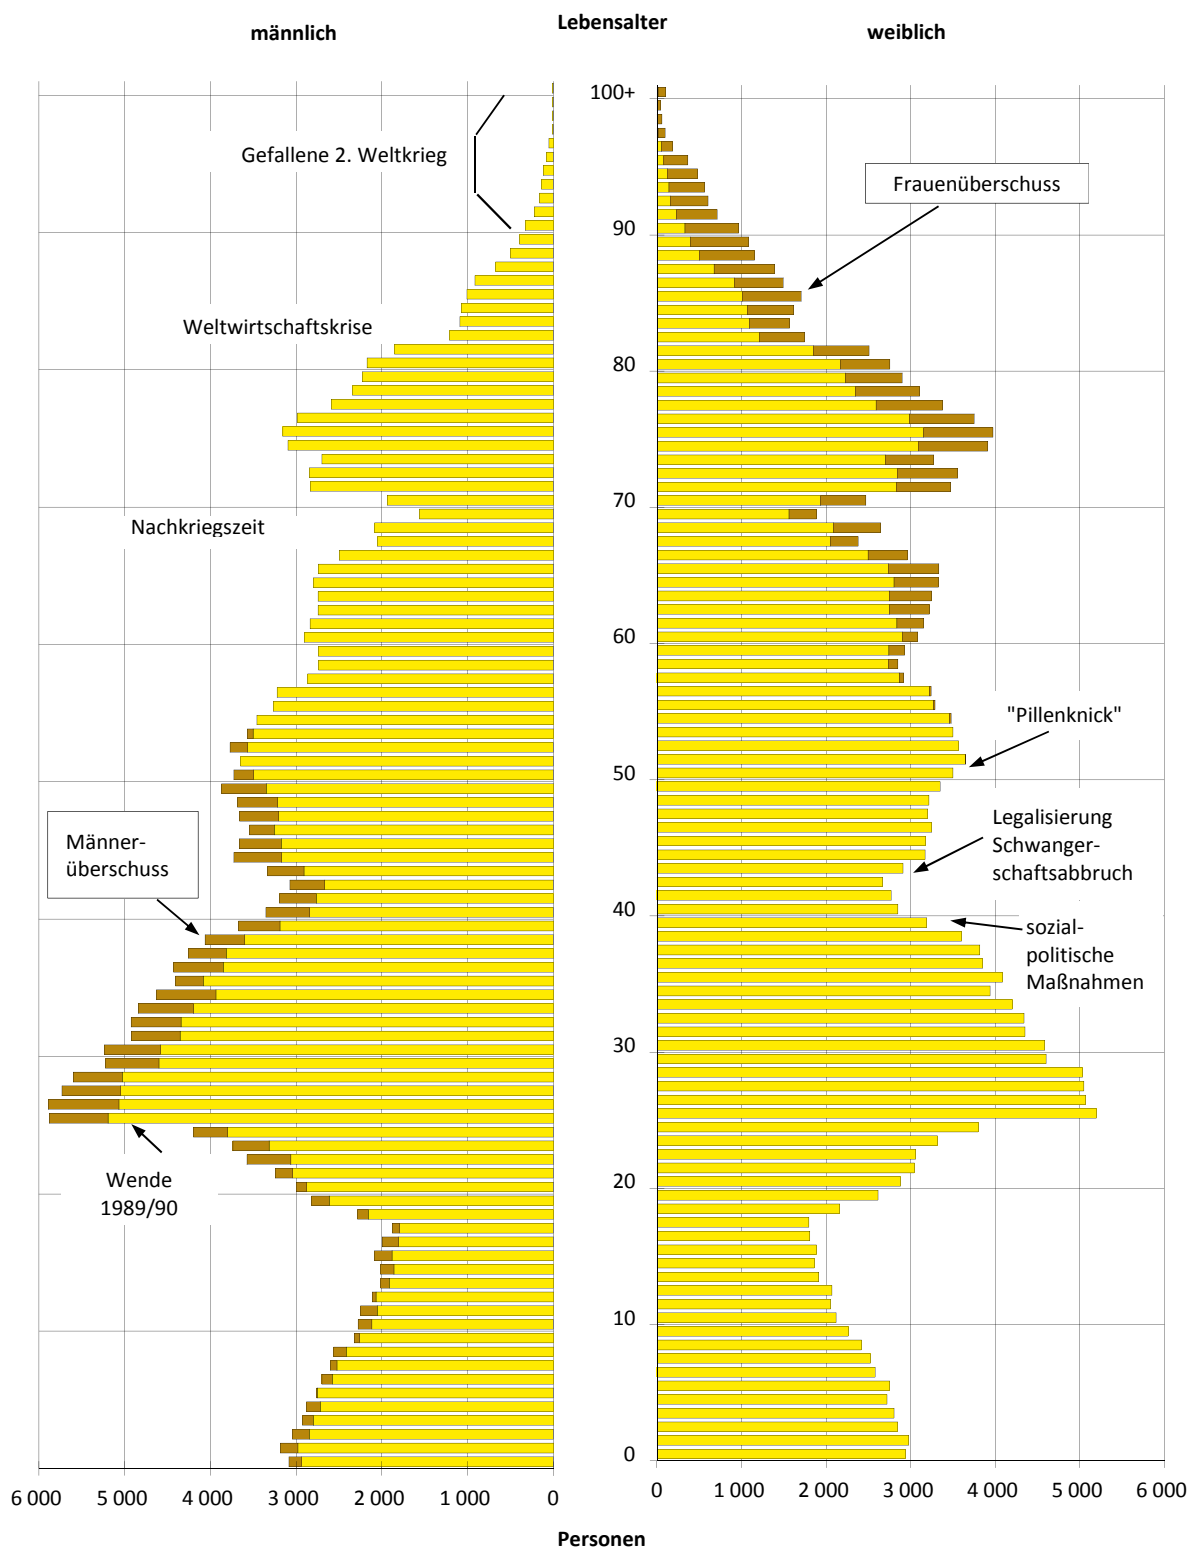 Lebensalter
männlich
weiblich
100+
Gefallene 2. Weltkrieg
Frauenüberschuss
90
Weltwirtschaftskrise
80
70
Nachkriegszeit
60
"Pillenknick"
50
Männer-
überschuss
Legalisierung
Schwanger-
schaftsabbruch
40
sozial-
politische
Maßnahmen
30
Wende
1989/90
20
10
0
6 000 5 000 4 000 3 000 2 000 1 000 0
0 1 000 2 000 3 000 4 000 5 000 6 000
Personen